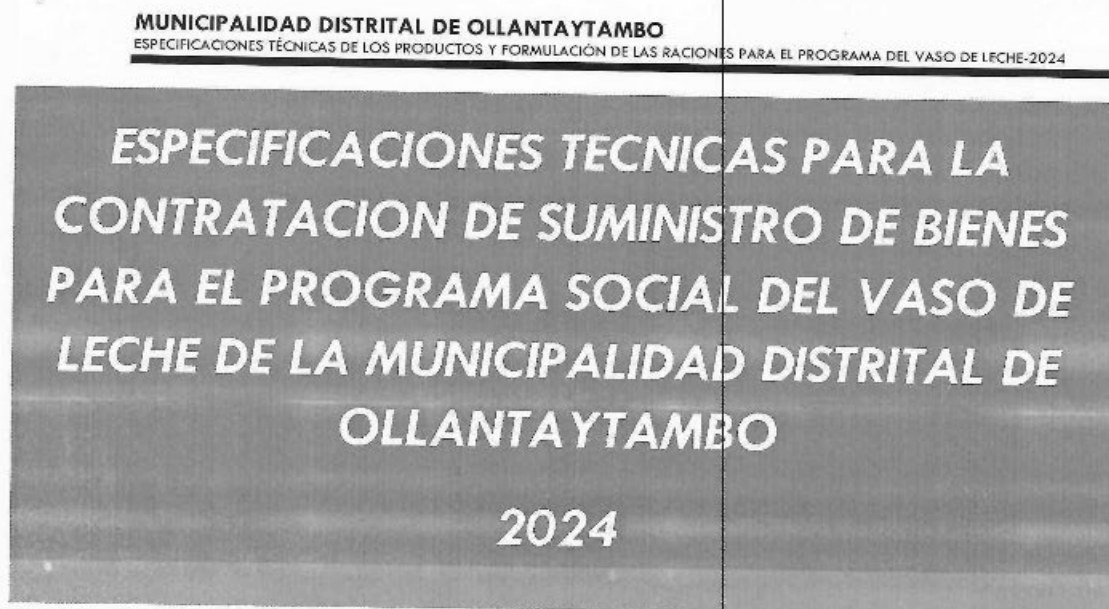 MUNICIPALIDAD DISTRITAL DE OLLANTAYTAMBO
ESPECIFICACIONES TÉCNICAS DE LOS PRODUCTOS Y FORMULACIÓN DE LAS RACIONES PARA EL PROGRAMA DEL VASO DE LECHE-2024
ESPECIFICACIONES TECNICAS PARA LA
CONTRATACION DE SUMINISTRO DE BIENES
PARA EL PROGRAMA SOCIAL DEL VASO DE
LECHE DE LA MUNICIPALIDAD DISTRITAL DE
OLLANTAYTAMBO
2024